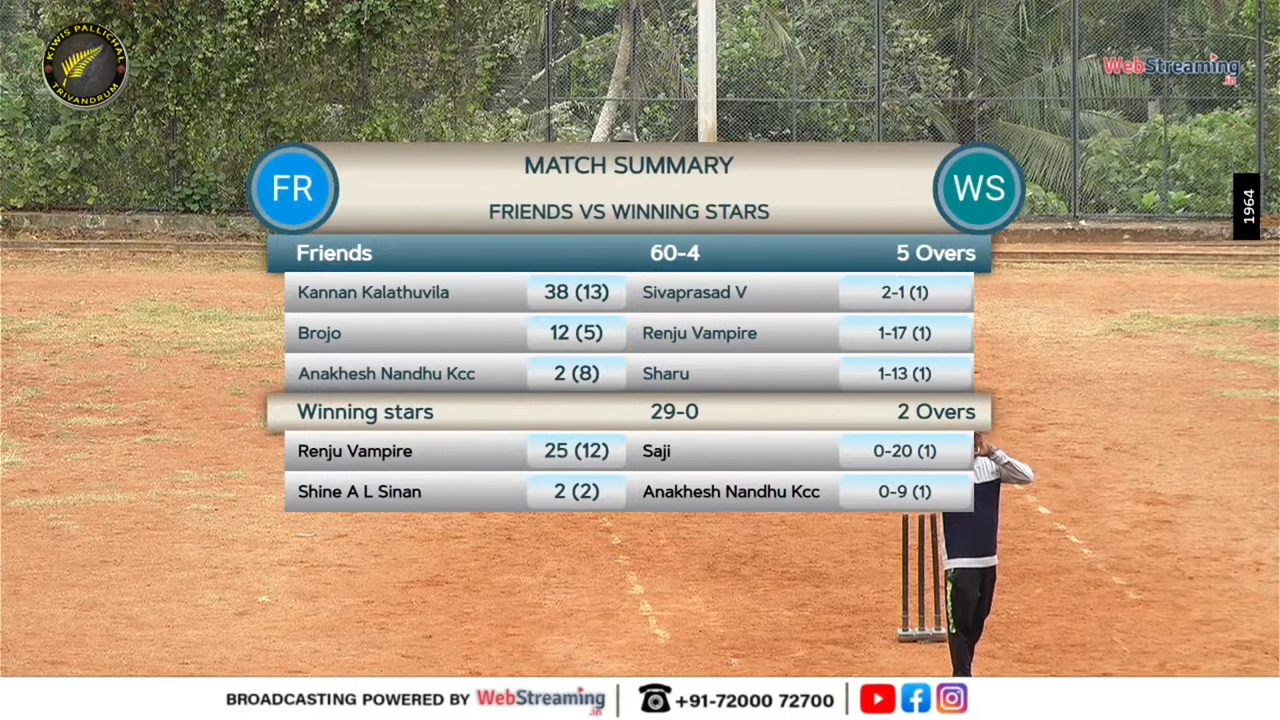 KIWIS PALLICHAL
TRIVANDRUM
WebStreaming
.in
1964
FR
MATCH SUMMARY
WS
FRIENDS VS WINNING STARS
Friends 60-4 5 Overs
Kannan Kalathuvila 38 (13) Sivaprasad V 2-1 (1)
Brojo 12 (5) Renju Vampire 1-17 (1)
Anakhesh Nandhu Kcc 2 (8) Sharu 1-13 (1)
Winning stars 29-0 2 Overs
Renju Vampire 25 (12) Saji 0-20 (1)
Shine A L Sinan 2 (2) Anakhesh Nandhu Kcc 0-9 (1)
BROADCASTING POWERED BY WebStreaming .in | +91-72000 72700 |